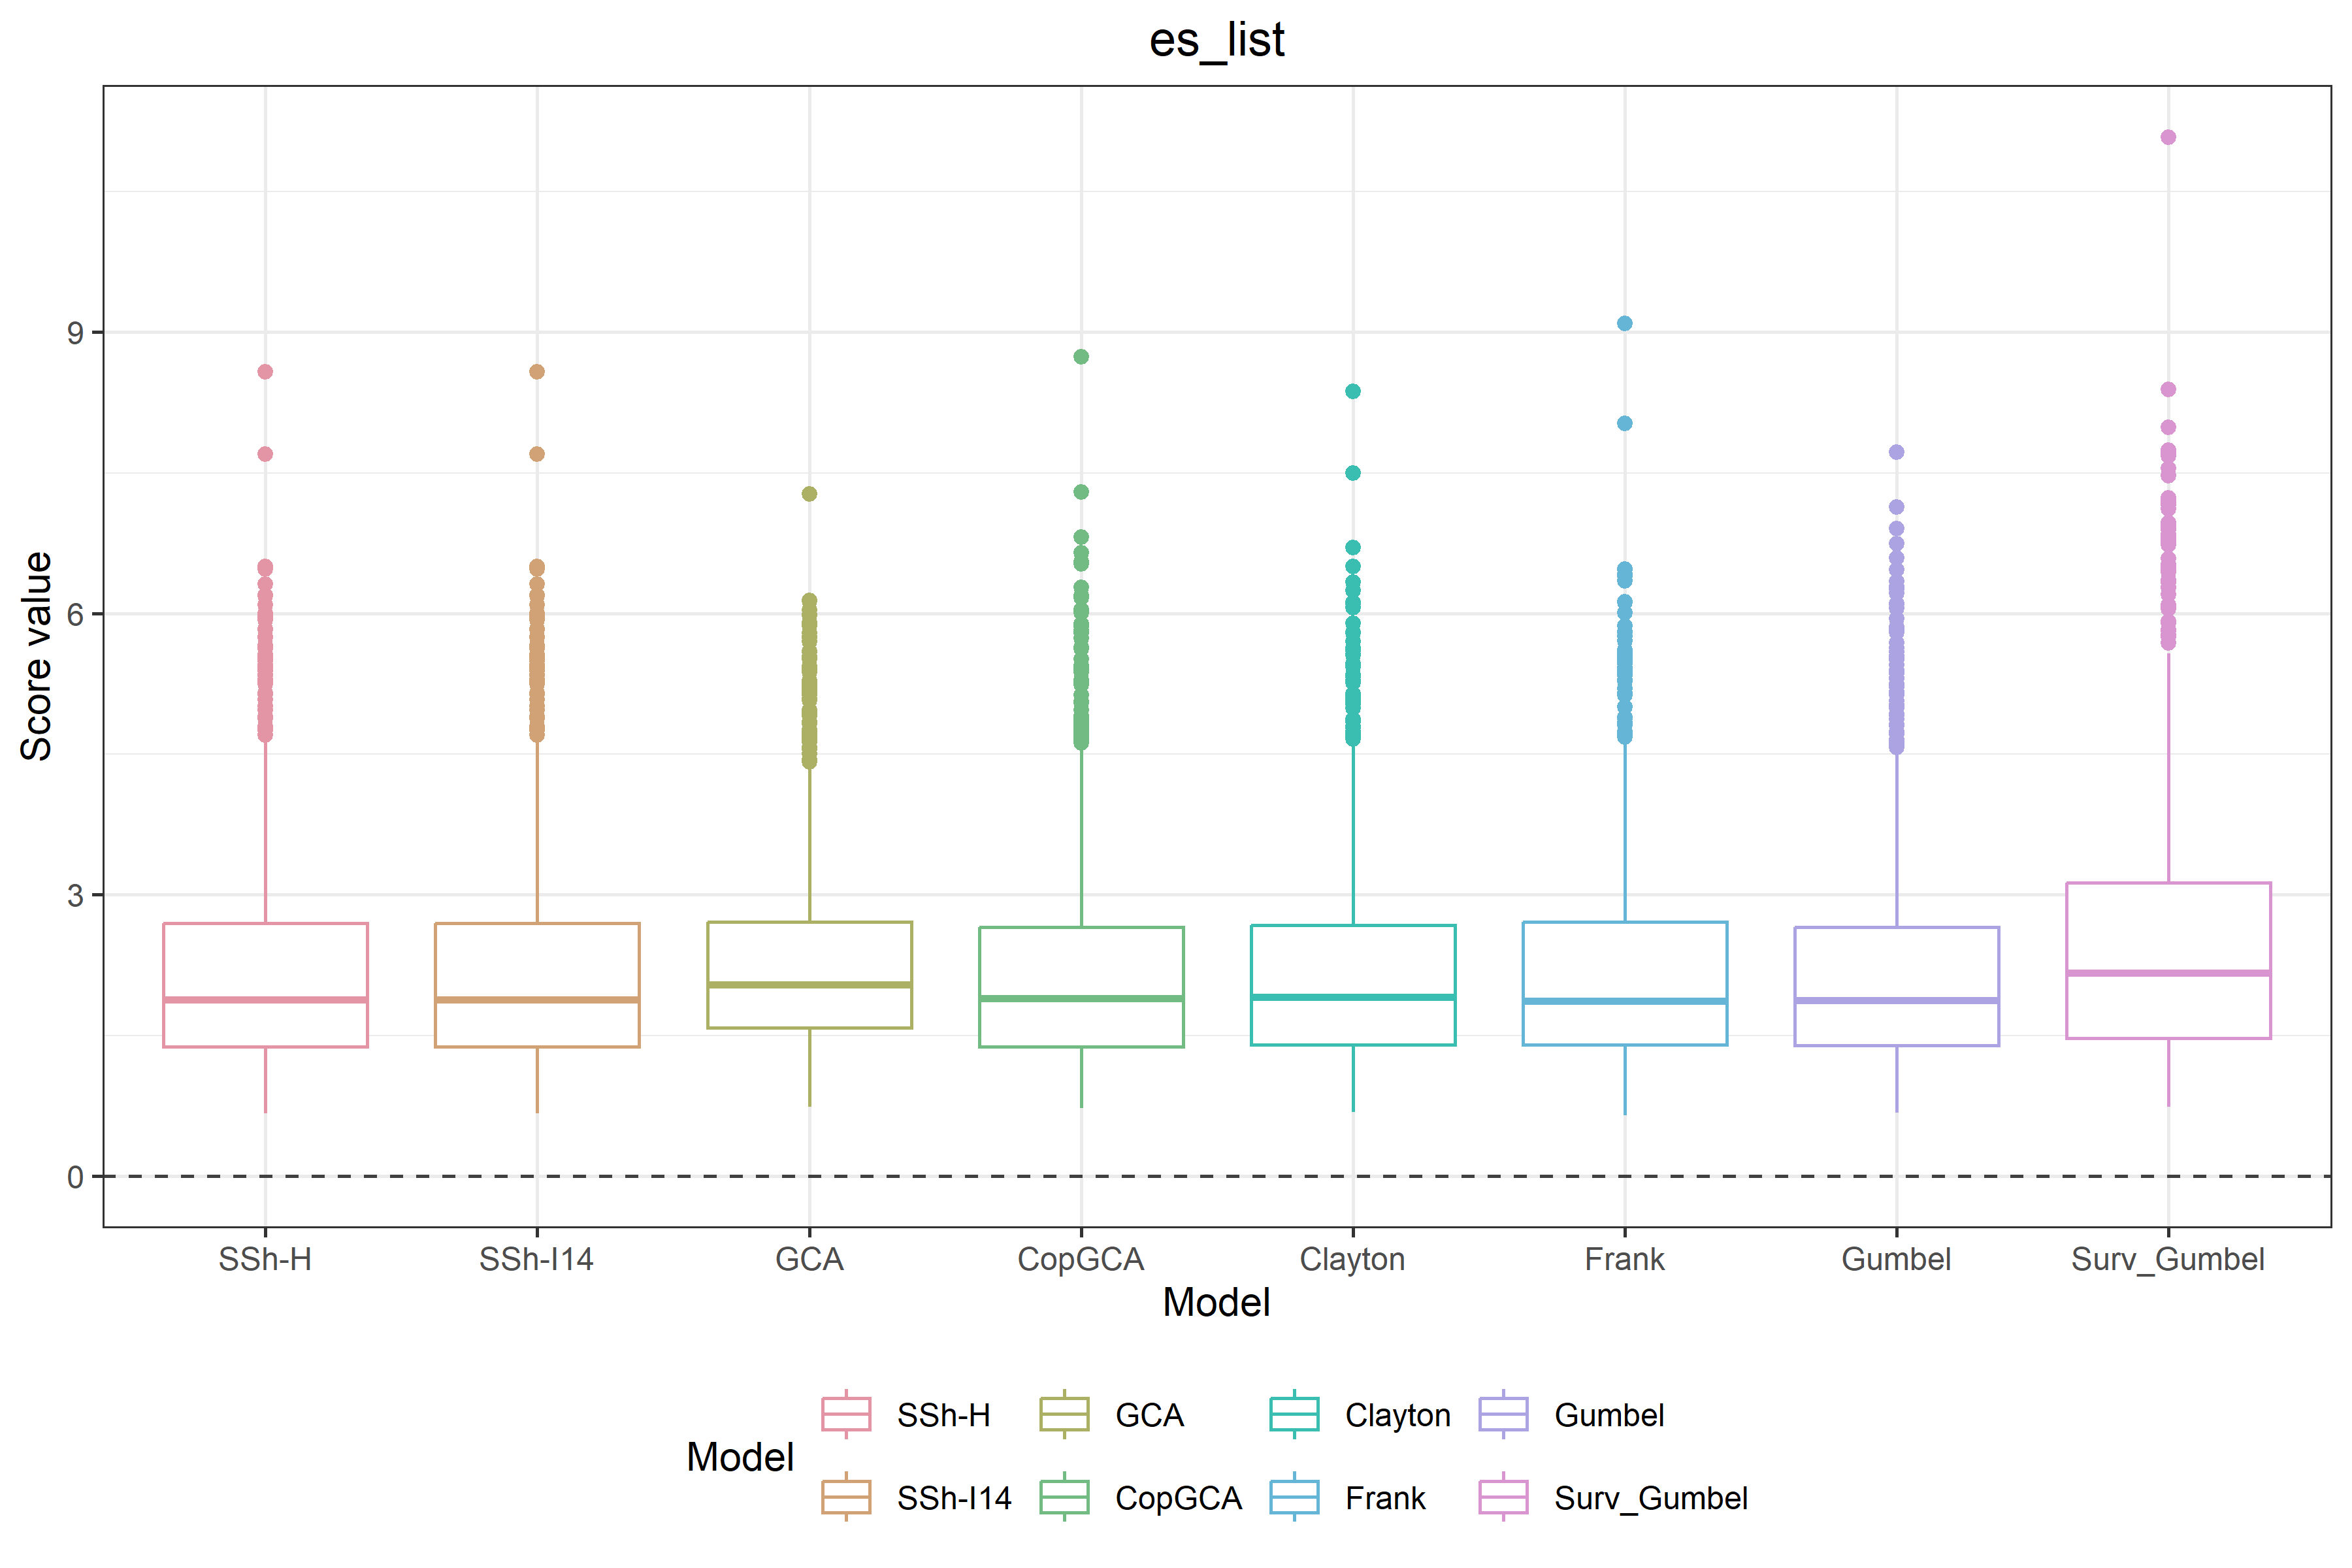 es_list
Score value
9
6
3
0
SSh-H SSh-I14 GCA CopGCA Clayton Frank Gumbel Surv_Gumbel
Model
Model
SSh-H GCA Clayton Gumbel
SSh-I14 CopGCA Frank Surv_Gumbel